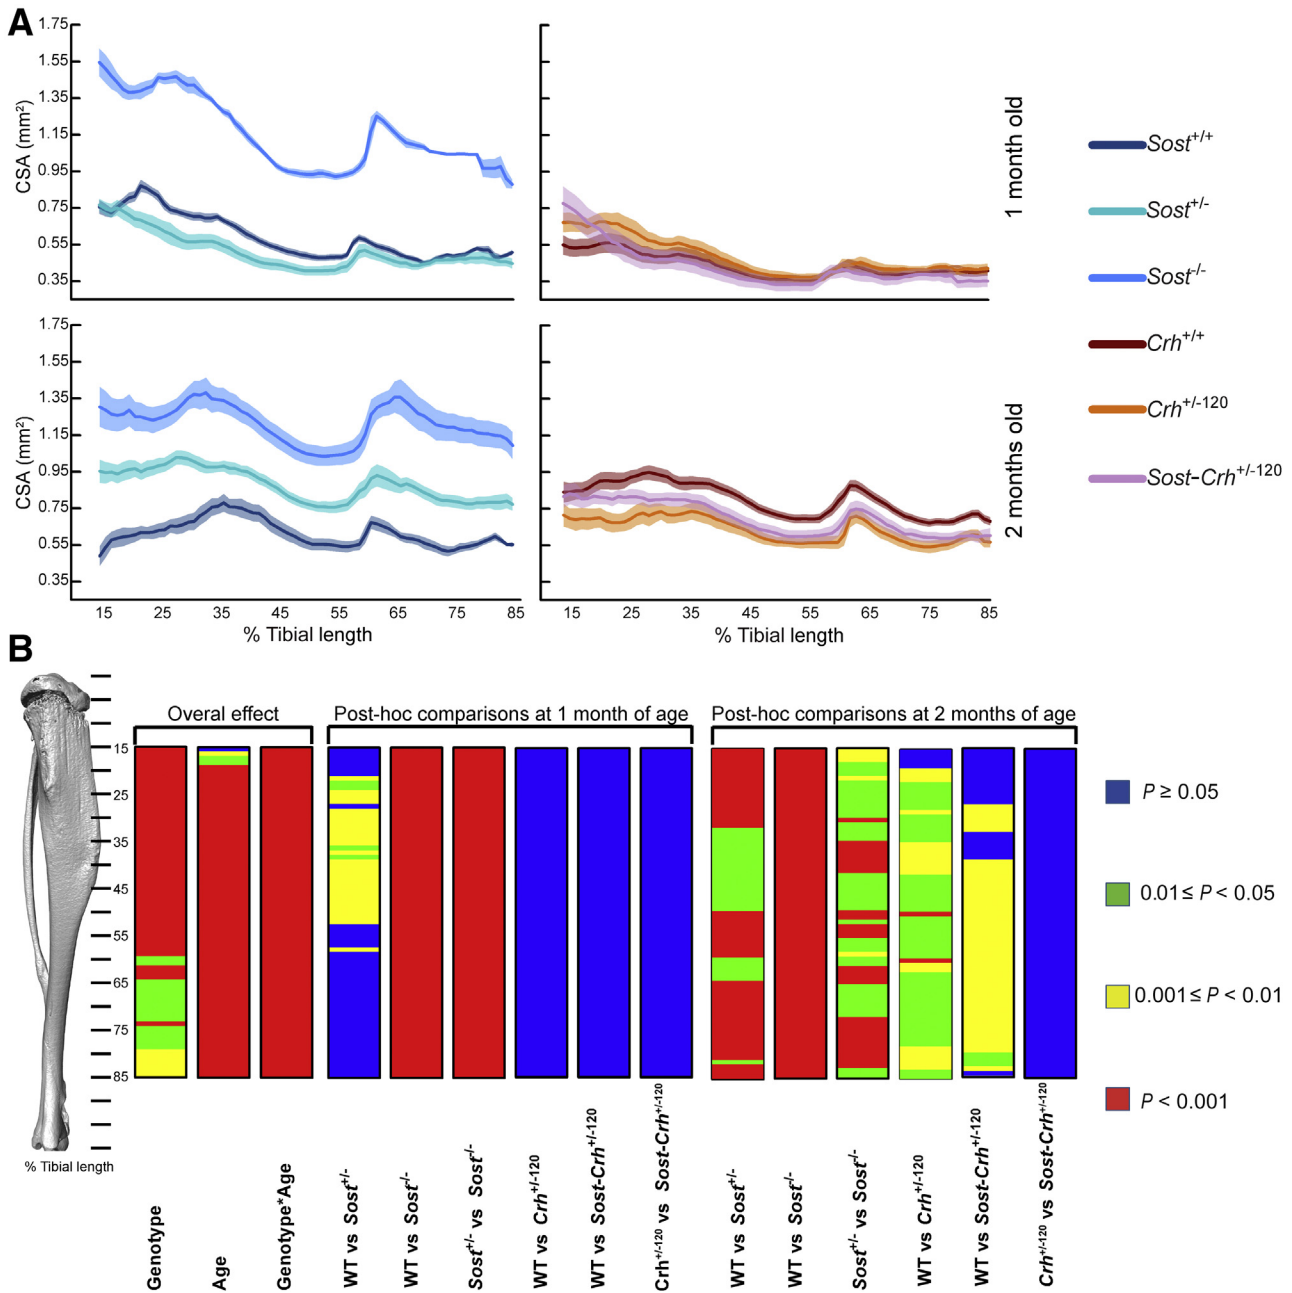 A
1.75
1.55
1.35
1.15
0.95
0.75
0.55
0.35
CSA (mm²)
1 month old
1.75
1.55
1.35
1.15
0.95
0.75
0.55
0.35
CSA (mm²)
2 months old
15 25 35 45 55 65 75 85
% Tibial length
15 25 35 45 55 65 75 85
% Tibial length
Sost+/+
Sost+/-
Sost-/-
Crh+/+
Crh+/-120
Sost-Crh+/-120
B
Overal effect
Post-hoc comparisons at 1 month of age
Post-hoc comparisons at 2 months of age
15
25
35
45
55
65
75
85
% Tibial length
P ≥ 0.05
0.01≤ P < 0.05
0.001≤ P < 0.01
P < 0.001
Genotype
Age
Genotype*Age
WT vs Sost+/-
WT vs Sost-/-
Sost+/- vs Sost-/-
WT vs Crh+/-120
WT vs Sost-Crh+/-120
Crh+/-120 vs Sost-Crh+/-120
WT vs Sost+/-
WT vs Sost-/-
Sost+/- vs Sost-/-
WT vs Crh+/-120
WT vs Sost-Crh+/-120
Crh+/-120 vs Sost-Crh+/-120